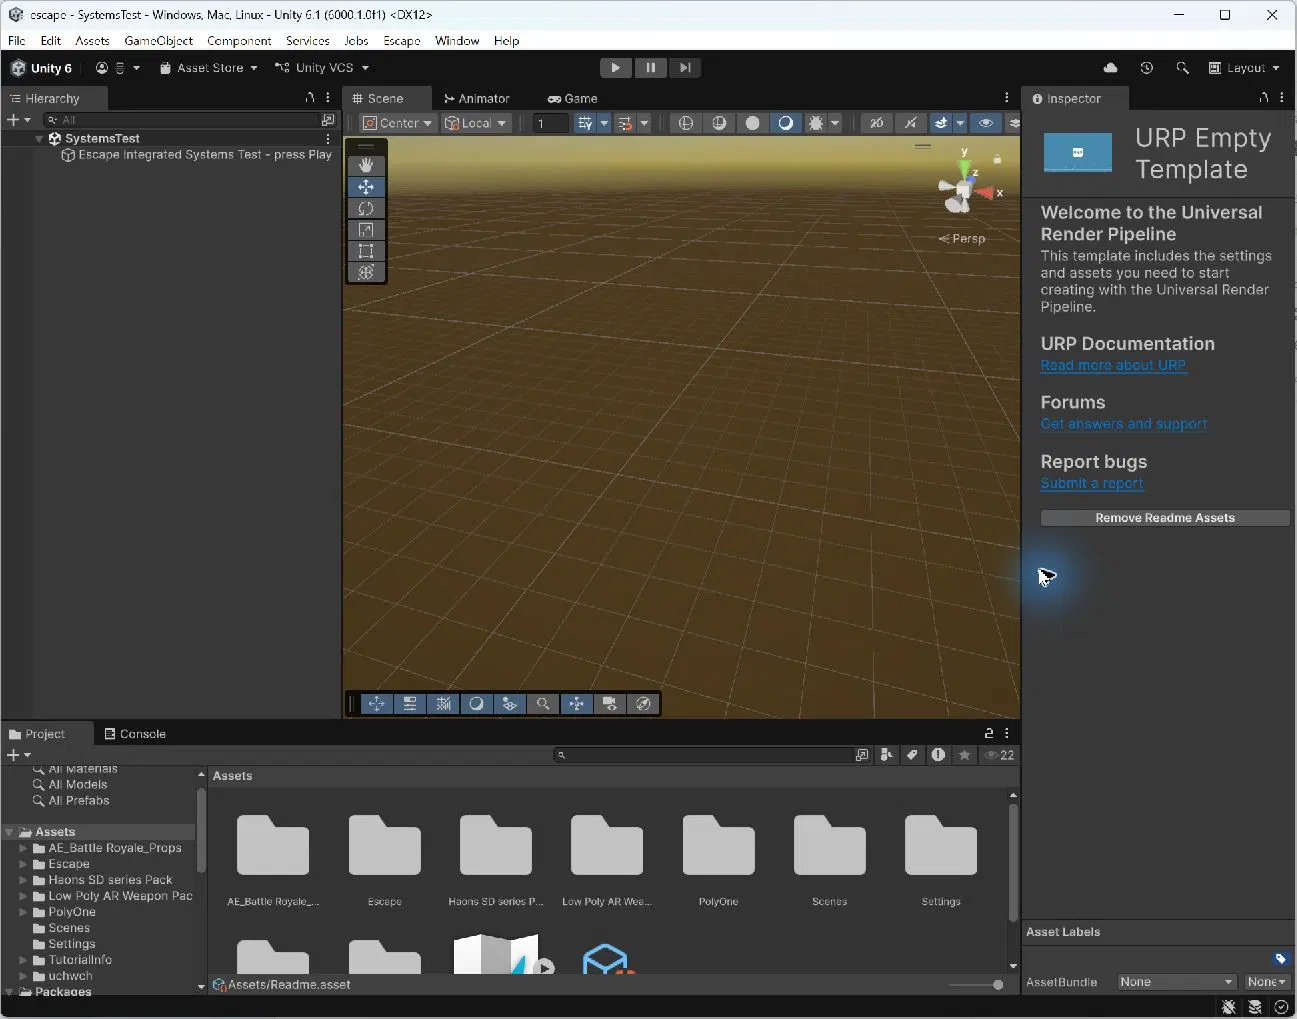 escape - SystemsTest - Windows, Mac, Linux - Unity 6.1 (6000.1.0f1) <DX12>
File Edit Assets GameObject Component Services Jobs Escape Window Help
Unity 6 Asset Store Unity VCS Layout
Hierarchy
All
SystemsTest
Escape Integrated Systems Test - press Play
Scene Animator Game
Center Local 1 2D
y
z
x
Persp
Inspector
URP Empty
Template
Welcome to the Universal
Render Pipeline
This template includes the settings
and assets you need to start
creating with the Universal Render
Pipeline.
URP Documentation
Read more about URP
Forums
Get answers and support
Report bugs
Submit a report
Remove Readme Assets
Project Console
22
All Materials
All Models
All Prefabs
Assets
AE_Battle Royale_Props
Escape
Haons SD series Pack
Low Poly AR Weapon Pac
PolyOne
Scenes
Settings
TutorialInfo
uchwch
Packages
Assets
AE_Battle Royale_...
Escape
Haons SD series P...
Low Poly AR Wea...
PolyOne
Scenes
Settings
Assets/Readme.asset
Asset Labels
AssetBundle None None